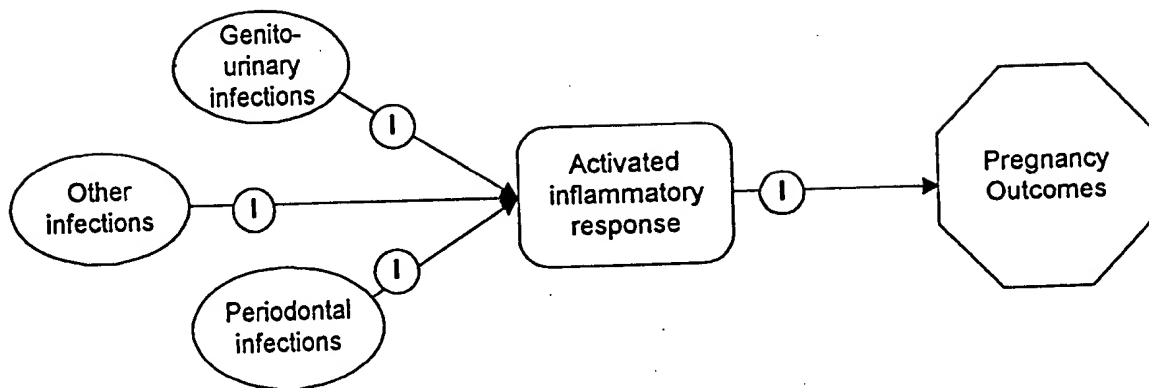 Genito-
urinary
infections
I
Other
infections
I
Periodontal
infections
I
Activated
inflammatory
response
I
Pregnancy
Outcomes